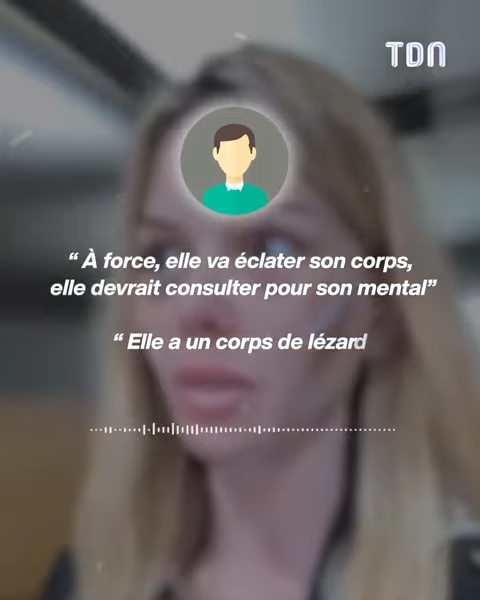 TDN
“ À force, elle va éclater son corps,
elle devrait consulter pour son mental”
“ Elle a un corps de lézard